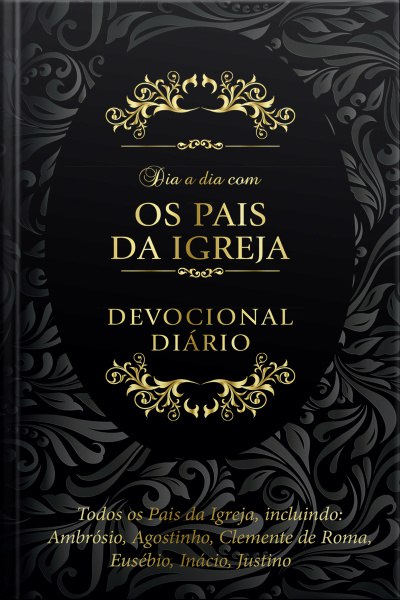 Dia a dia com
OS PAIS
DA IGREJA
DEVOCIONAL
DIÁRIO
Todos os Pais da Igreja, incluindo:
Ambrósio, Agostinho, Clemente de Roma,
Eusébio, Inácio, Justino